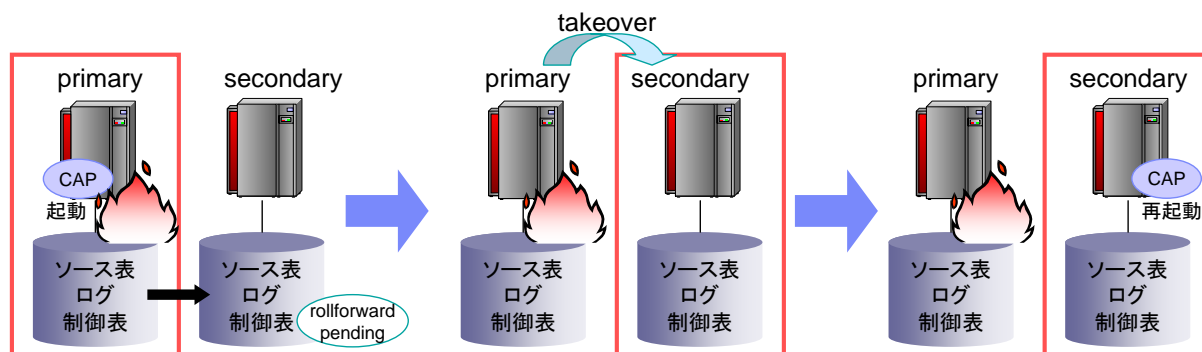 takeover
primary
secondary
CAP
起動
ソース表
ログ
制御表
ソース表
ログ
制御表
rollforward
pending
primary
secondary
ソース表
ログ
制御表
ソース表
ログ
制御表
primary
secondary
CAP
再起動
ソース表
ログ
制御表
ソース表
ログ
制御表